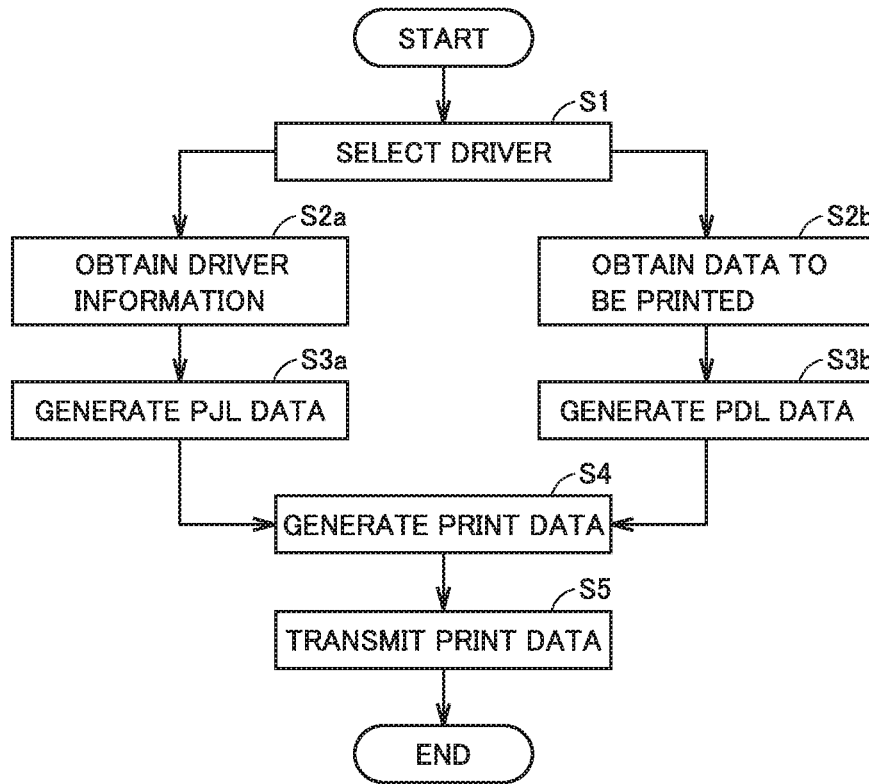 START
S1
SELECT DRIVER
S2a
S2b
OBTAIN DRIVER
INFORMATION
OBTAIN DATA TO
BE PRINTED
S3a
S3b
GENERATE PJL DATA
GENERATE PDL DATA
S4
GENERATE PRINT DATA
S5
TRANSMIT PRINT DATA
END